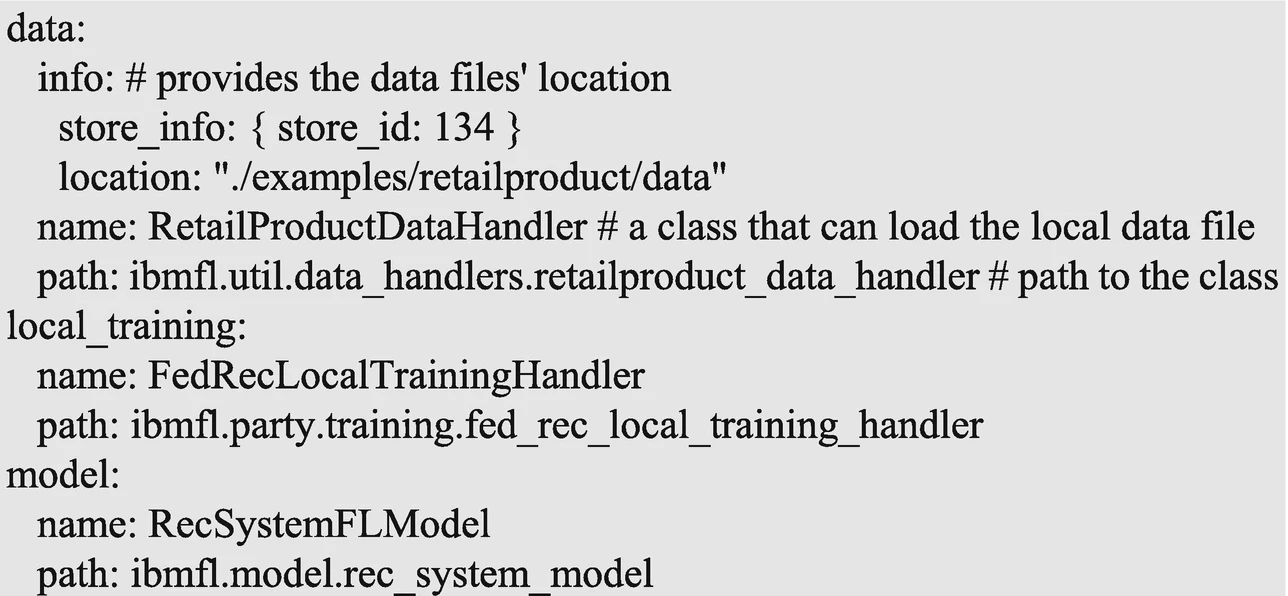 data:
info: # provides the data files' location
store_info: { store_id: 134 }
location: "./examples/retailproduct/data"
name: RetailProductDataHandler # a class that can load the local data file
path: ibmfl.util.data_handlers.retailproduct_data_handler # path to the class
local_training:
name: FedRecLocalTrainingHandler
path: ibmfl.party.training.fed_rec_local_training_handler
model:
name: RecSystemFLModel
path: ibmfl.model.rec_system_model